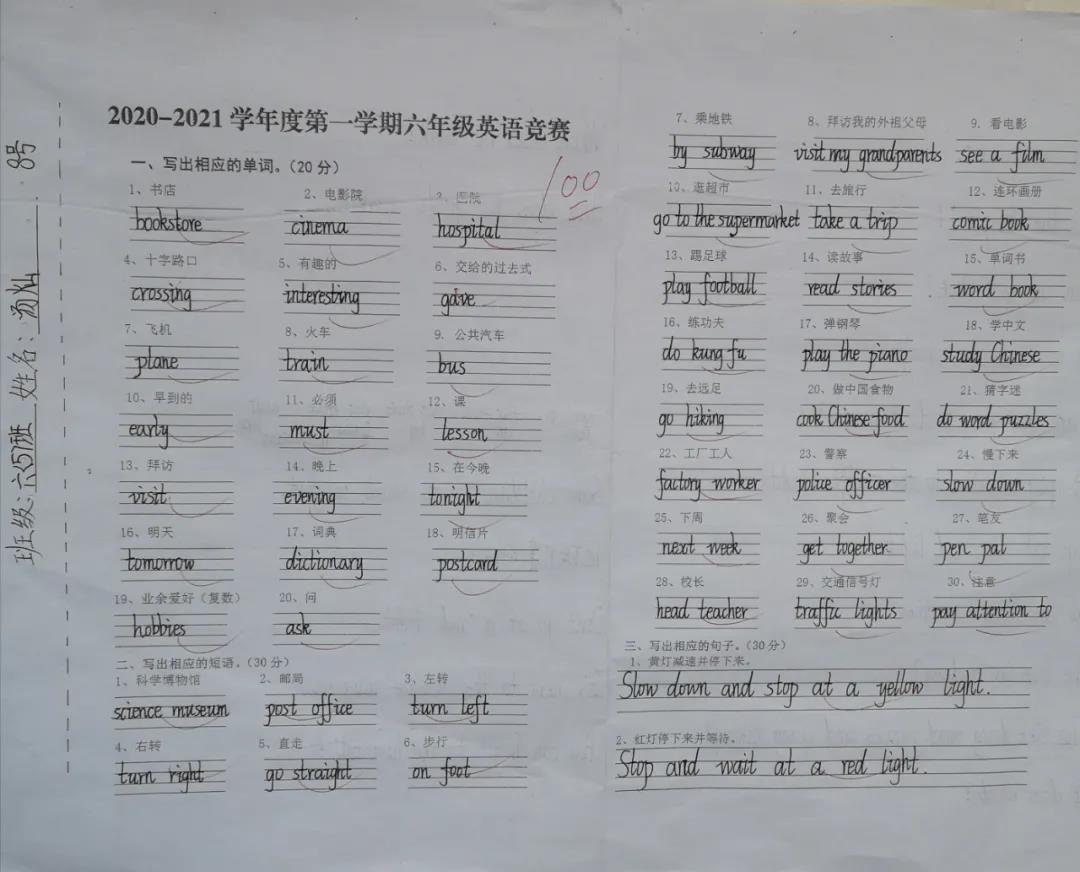 班级：六(5)班 姓名： 8号
2020-2021 学年度第一学期六年级英语竞赛
100
一、写出相应的单词。（20 分）
1、书店 2、电影院 3、医院
bookstore cinema hospital
4、十字路口 5、有趣的 6、交给的过去式
crossing interesting gave
7、飞机 8、火车 9、公共汽车
plane train bus
10、早到的 11、必须 12、课
early must lesson
13、拜访 14、晚上 15、在今晚
visit evening tonight
16、明天 17、词典 18、明信片
tomorrow dictionary postcard
19、业余爱好（复数） 20、问
hobbies ask
二、写出相应的短语。（30 分）
1、科学博物馆 2、邮局 3、左转
science museum post office turn left
4、右转 5、直走 6、步行
turn right go straight on foot
7、乘地铁 8、拜访我的外祖父母 9、看电影
by subway visit my grandparents see a film
10、逛超市 11、去旅行 12、连环画册
go to the supermarket take a trip comic book
13、踢足球 14、读故事 15、单词书
play football read stories word book
16、练功夫 17、弹钢琴 18、学中文
do kung fu play the piano study Chinese
19、去远足 20、做中国食物 21、猜字迷
go hiking cook Chinese food do word puzzles
22、工厂工人 23、警察 24、慢下来
factory worker police officer slow down
25、下周 26、聚会 27、笔友
next week get together pen pal
28、校长 29、交通信号灯 30、注意
head teacher traffic lights pay attention to
三、写出相应的句子。（30 分）
1、黄灯减速并停下来。
Slow down and stop at a yellow light.
2、红灯停下来并等待。
Stop and wait at a red light.